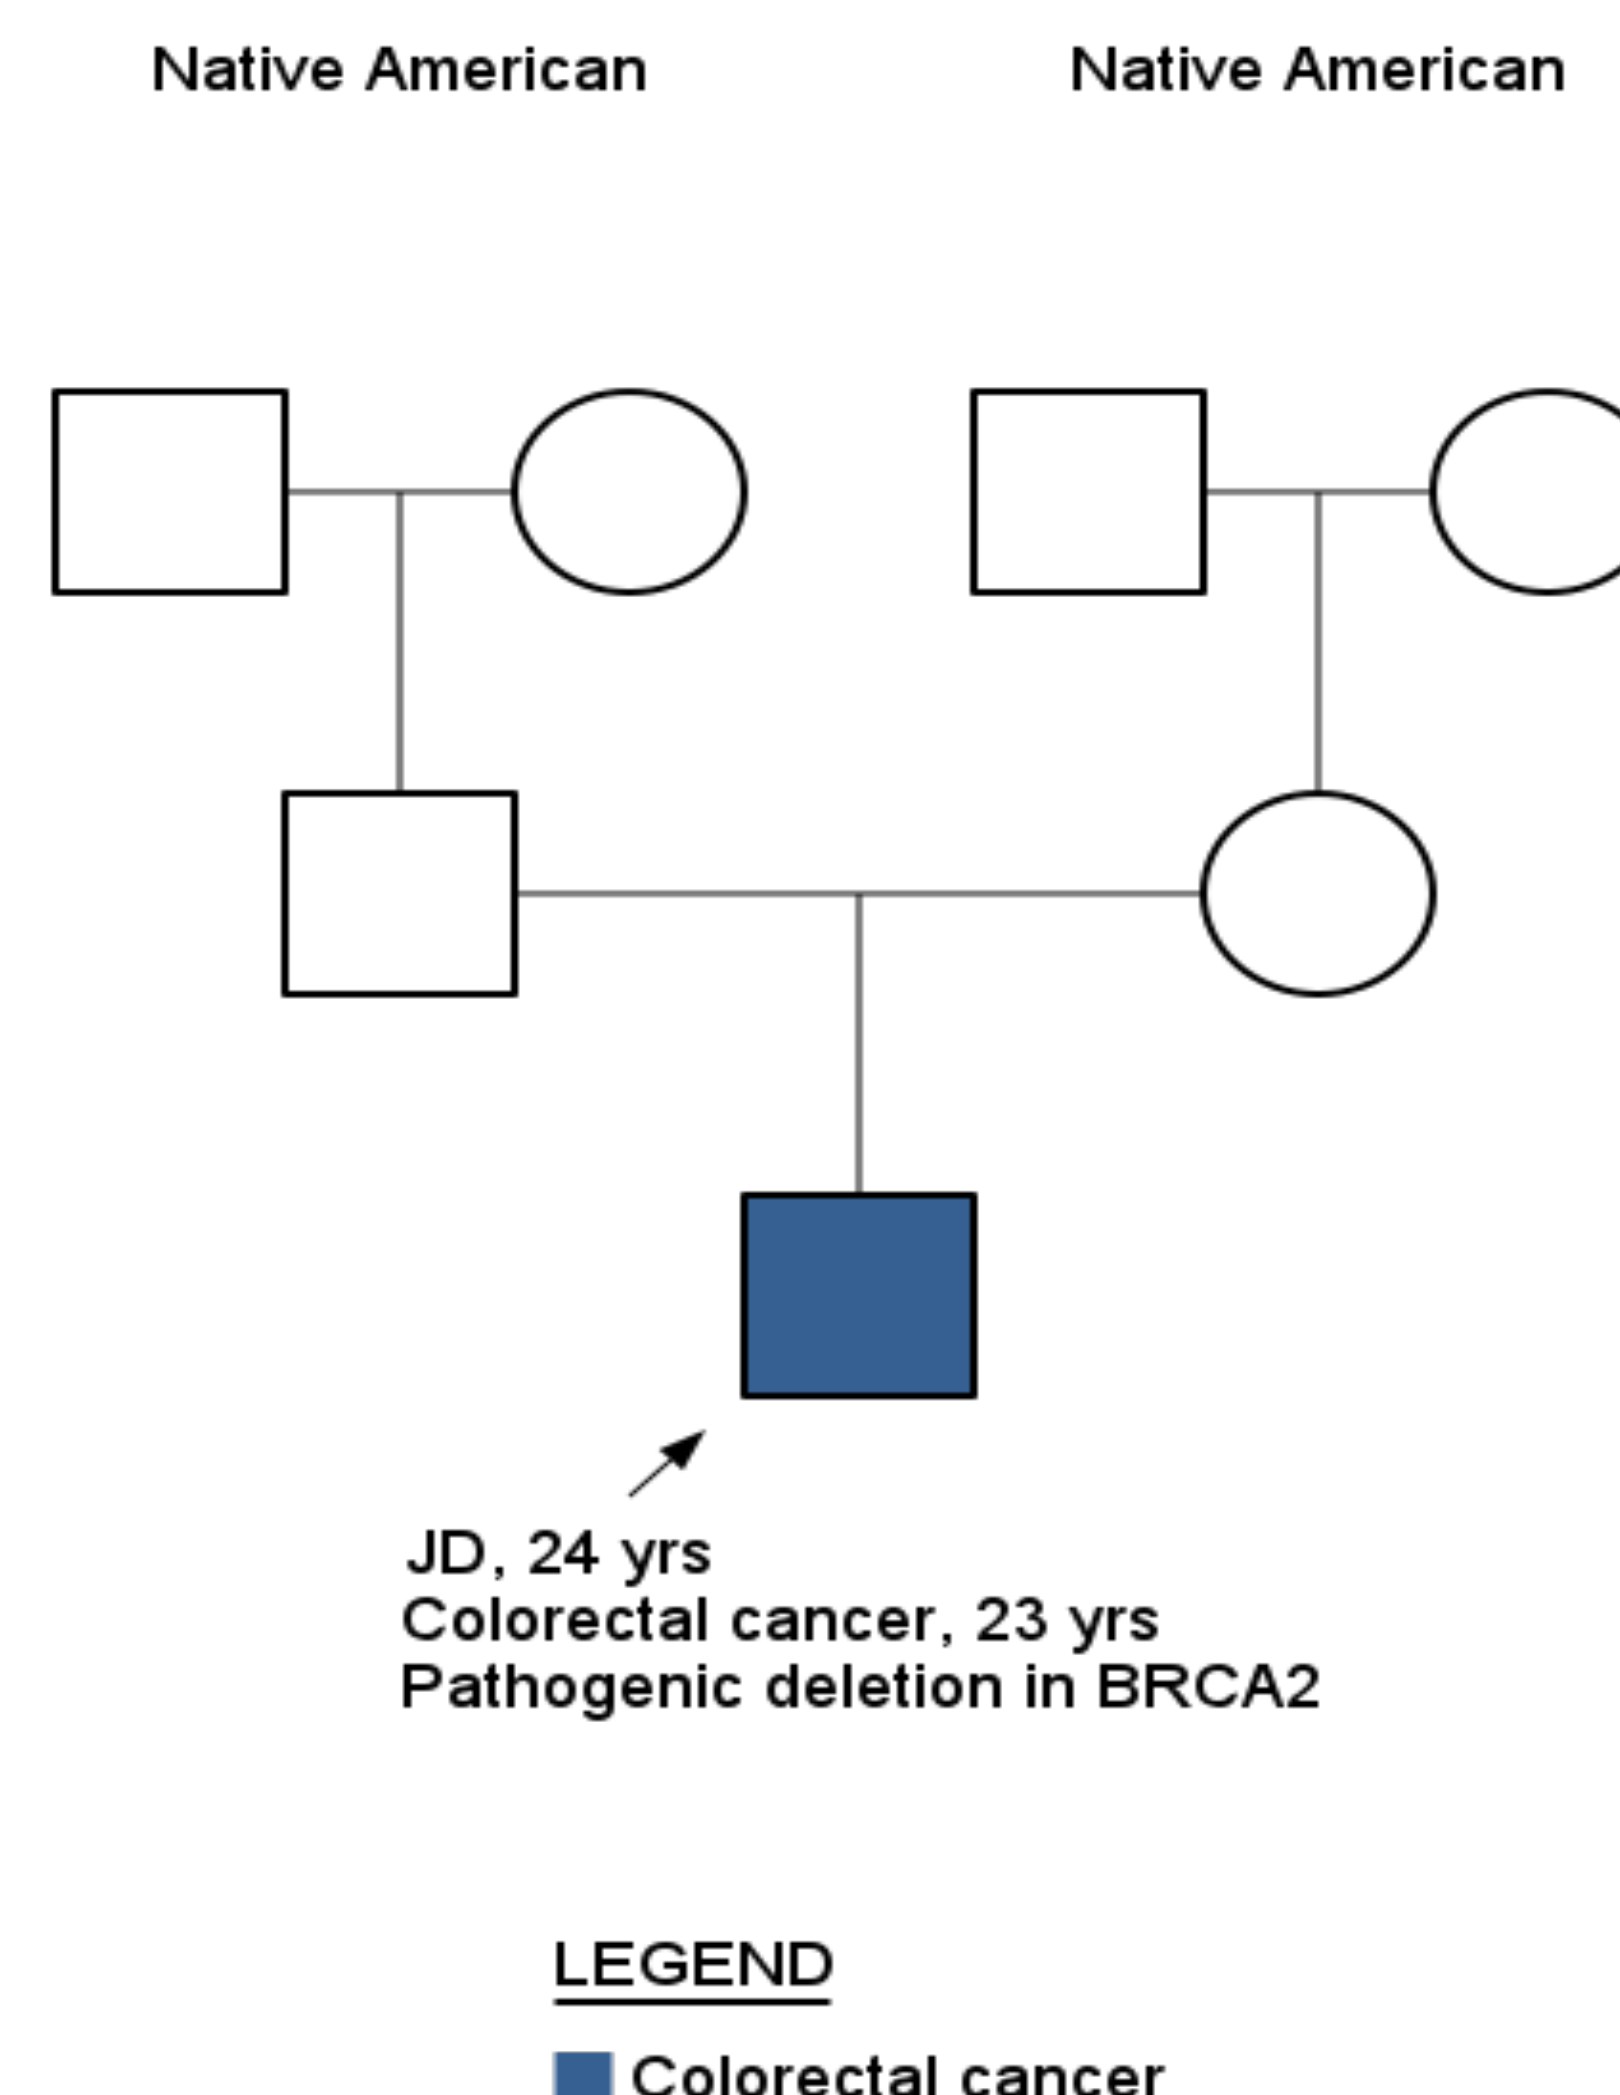 Native American Native American
JD, 24 yrs
Colorectal cancer, 23 yrs
Pathogenic deletion in BRCA2
LEGEND
Colorectal cancer